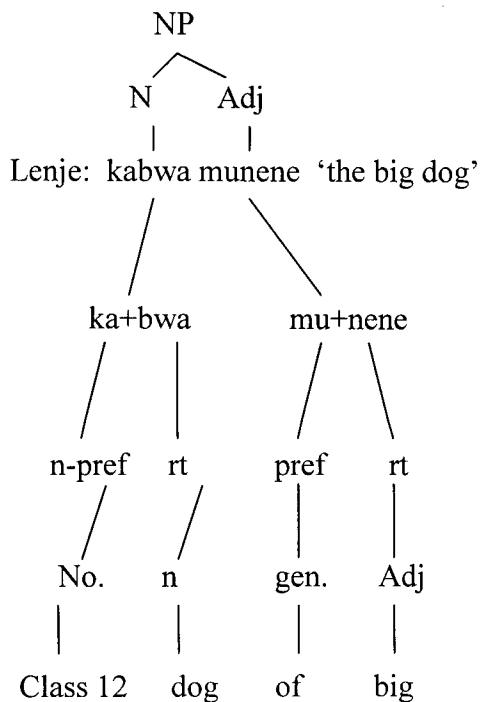 NP
N Adj
Lenje: kabwa munene ‘the big dog’
ka+bwa mu+nene
n-pref rt pref rt
No. n gen. Adj
Class 12 dog of big